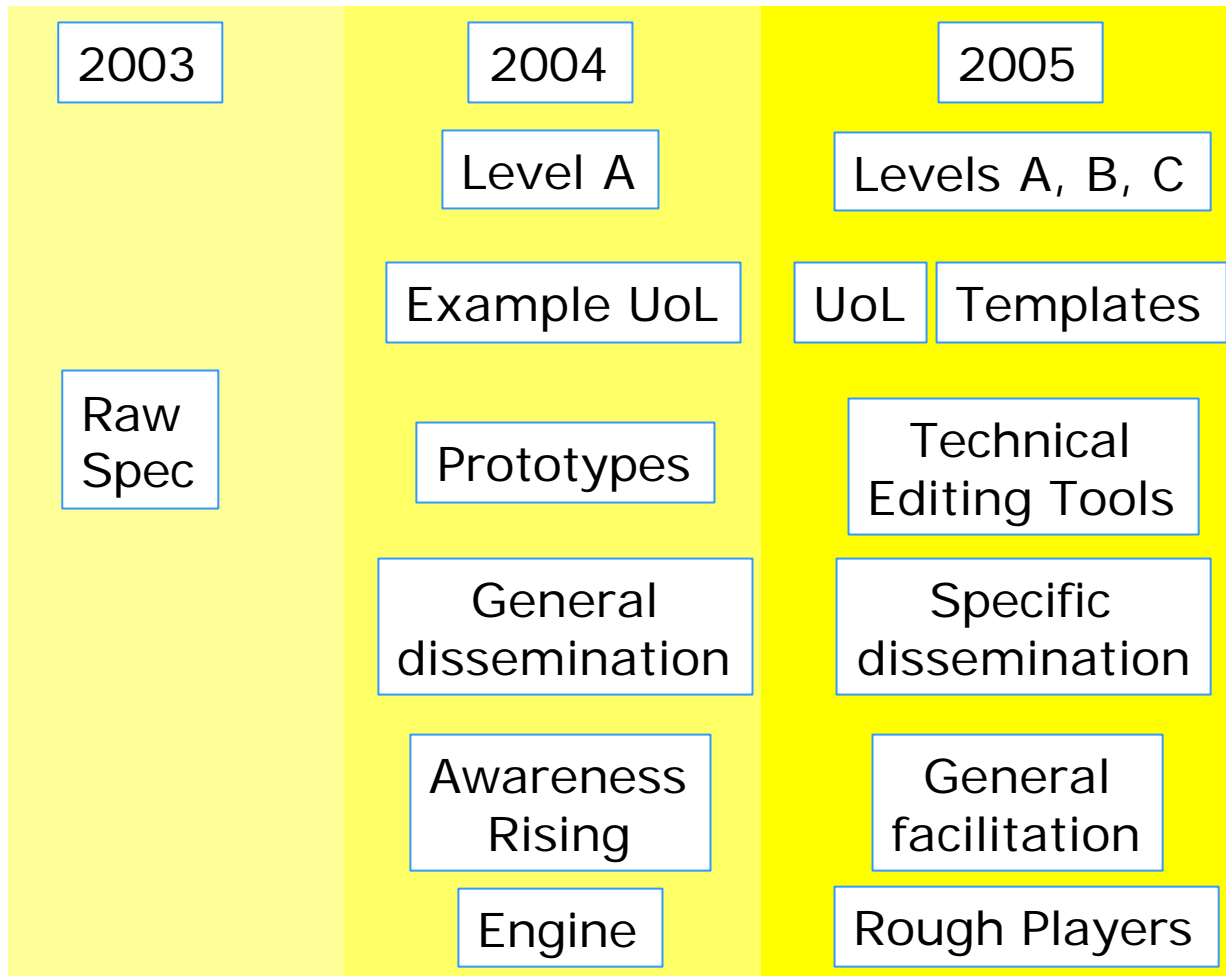 2003
2004
2005
Level A
Levels A, B, C
Example UoL
UoL
Templates
Raw
Spec
Prototypes
Technical
Editing Tools
General
dissemination
Specific
dissemination
Awareness
Rising
General
facilitation
Engine
Rough Players